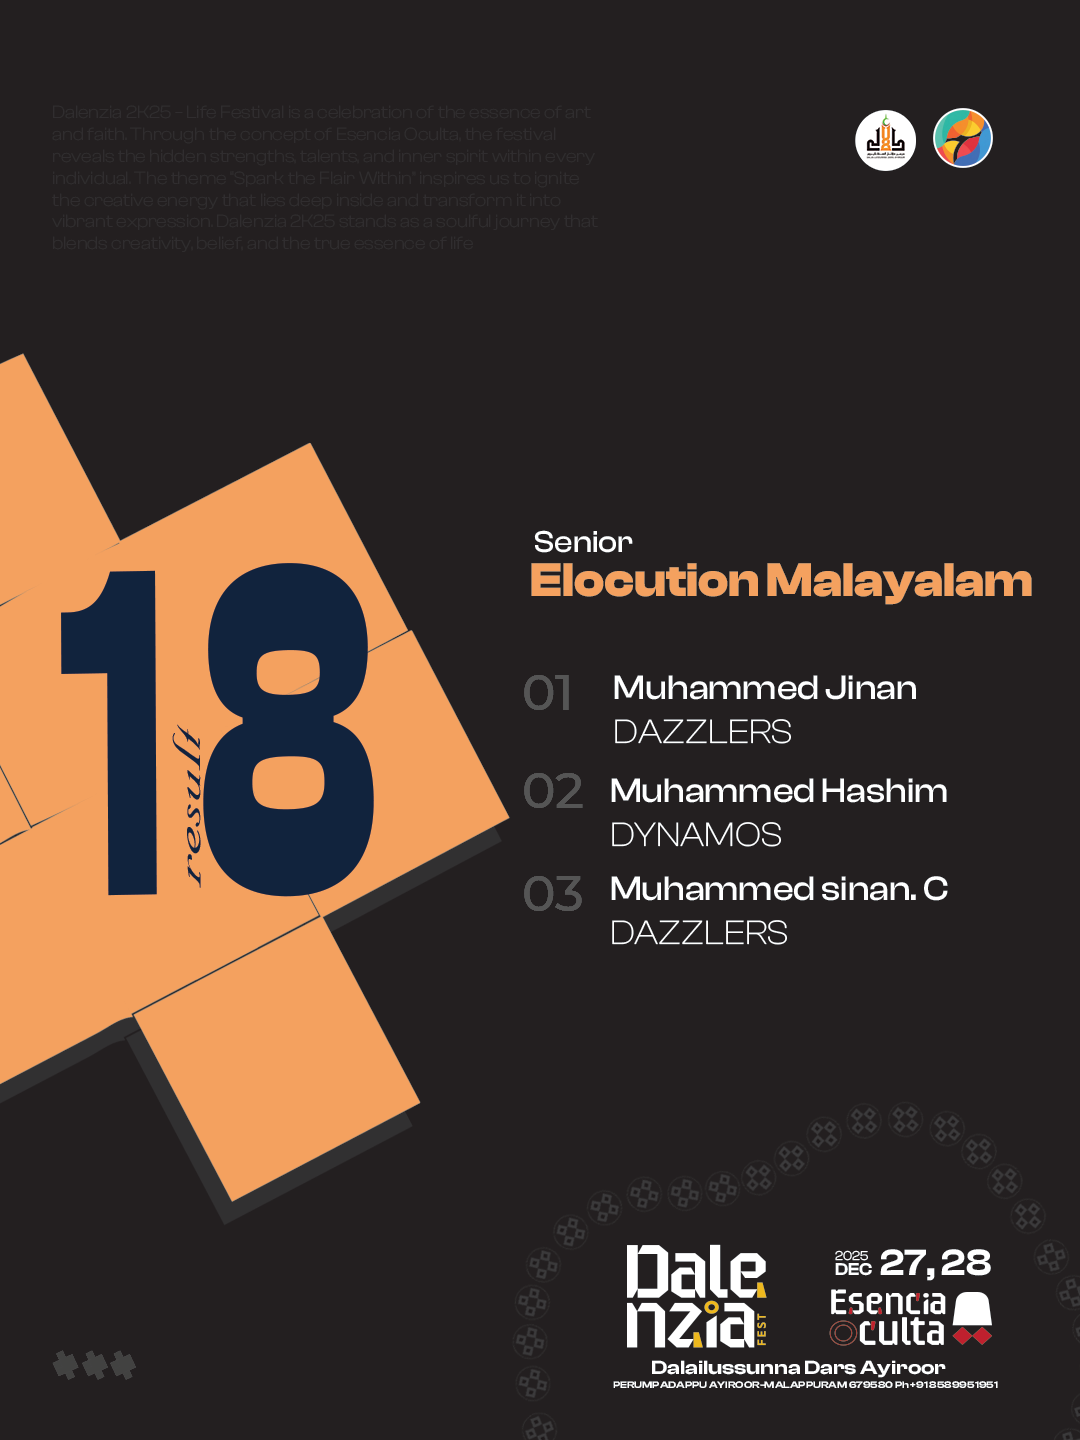 Dalenzia 2K25 - Life Festival is a celebration of the essence of art
and faith. Through the concept of Esencia Oculta, the festival
reveals the hidden strengths, talents, and inner spirit within every
individual. The theme "Spark the Flair Within" inspires us to ignite
the creative energy that lies deep inside and transform it into
vibrant expression. Dalenzia 2K25 stands as a soulful journey that
blends creativity, belief, and the true essence of life
Senior
Elocution Malayalam
18
result
01 Muhammed Jinan
DAZZLERS
02 Muhammed Hashim
DYNAMOS
03 Muhammed sinan. C
DAZZLERS
Dale
nzia FEST
2025
DEC 27, 28
Esencia
Oculta
Dalailussunna Dars Ayiroor
PERUMPADAPPU AYIROOR-MALAPPURAM 679580 Ph+918589951951